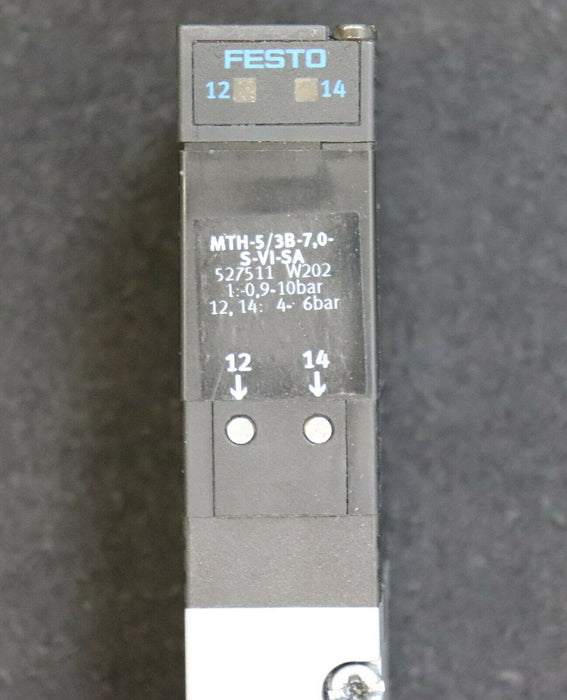 FESTO
12 14
MTH-5/3B-7,0-
S-VI-SA
527511 W202
1:-0,9-10bar
12, 14: 4- 6bar
12 14